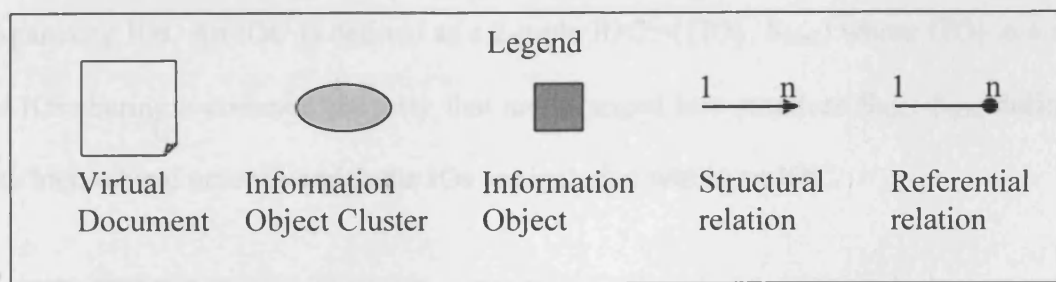 Legend
1 n 1 n
Virtual Information Information Structural Referential
Document Object Cluster Object relation relation